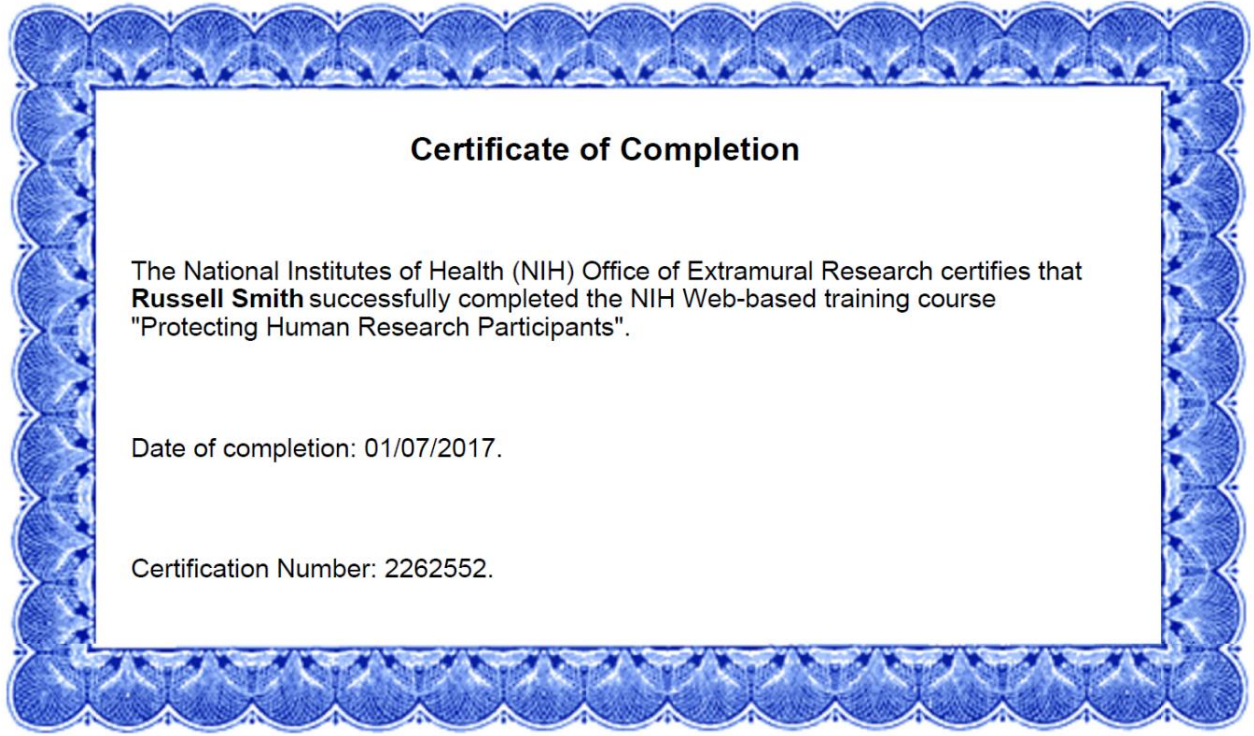 Certificate of Completion
The National Institutes of Health (NIH) Office of Extramural Research certifies that
Russell Smith successfully completed the NIH Web-based training course
"Protecting Human Research Participants".
Date of completion: 01/07/2017.
Certification Number: 2262552.